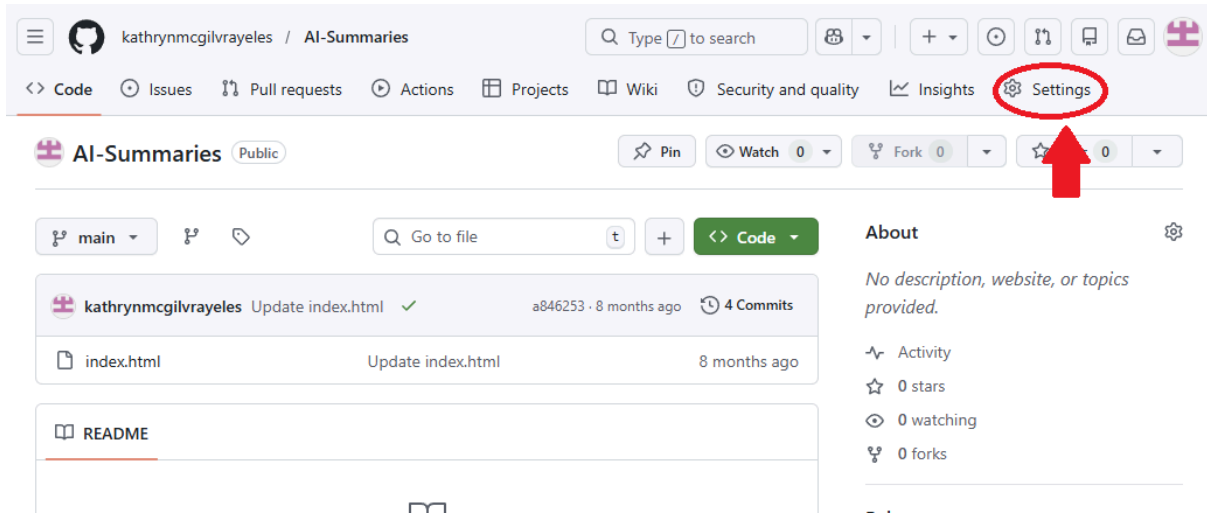 kathrynmcgilvrayeles / AI-Summaries
Type / to search
Code Issues Pull requests Actions Projects Wiki Security and quality Insights Settings
AI-Summaries Public
Pin Watch 0 Fork 0 0
main
Go to file t
Code
kathrynmcgilvrayeles Update index.html a846253 · 8 months ago 4 Commits
index.html Update index.html 8 months ago
README
About
No description, website, or topics
provided.
Activity
0 stars
0 watching
0 forks